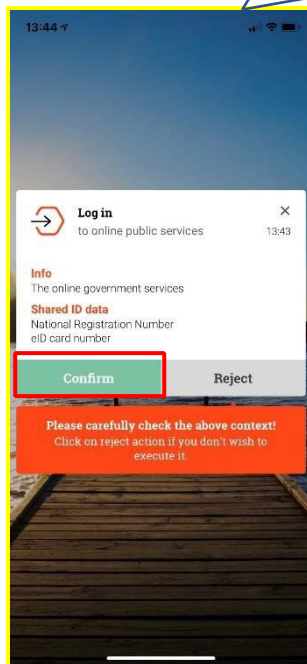 13:44
Log in
to online public services
13:43
Info
The online government services
Shared ID data
National Registration Number
eID card number
Confirm
Reject
Please carefully check the above context!
Click on reject action if you don't wish to
execute it.